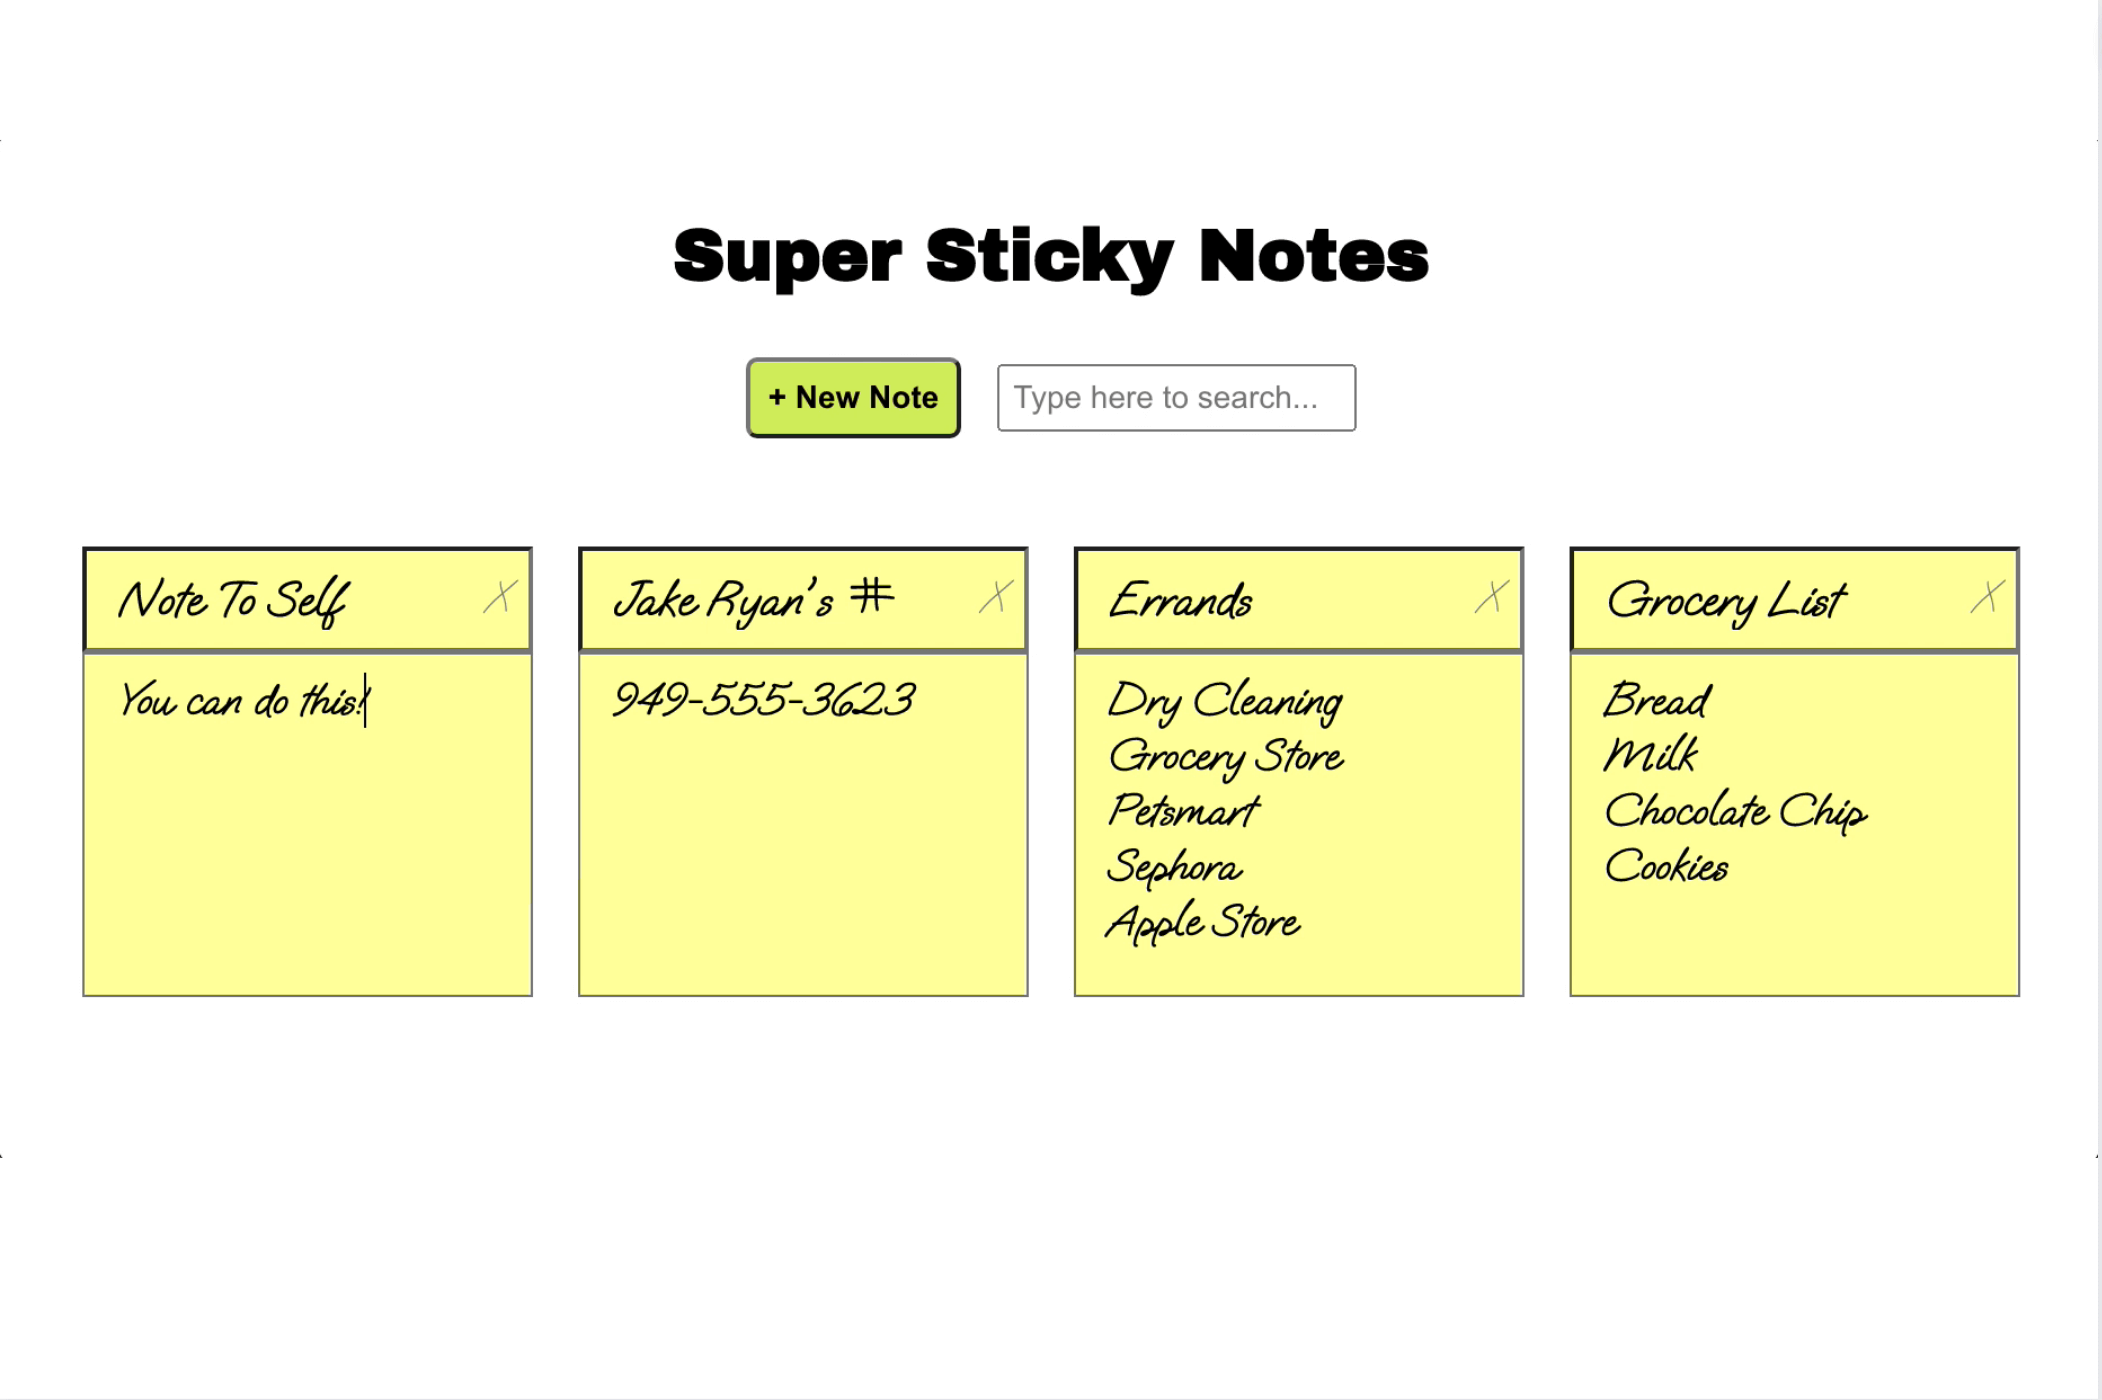 Super Sticky Notes
+ New Note
Type here to search...
Note To Self
X
You can do this!
Jake Ryan's #
X
949-555-3623
Errands
X
Dry Cleaning
Grocery Store
Petsmart
Sephora
Apple Store
Grocery List
X
Bread
Milk
Chocolate Chip
Cookies